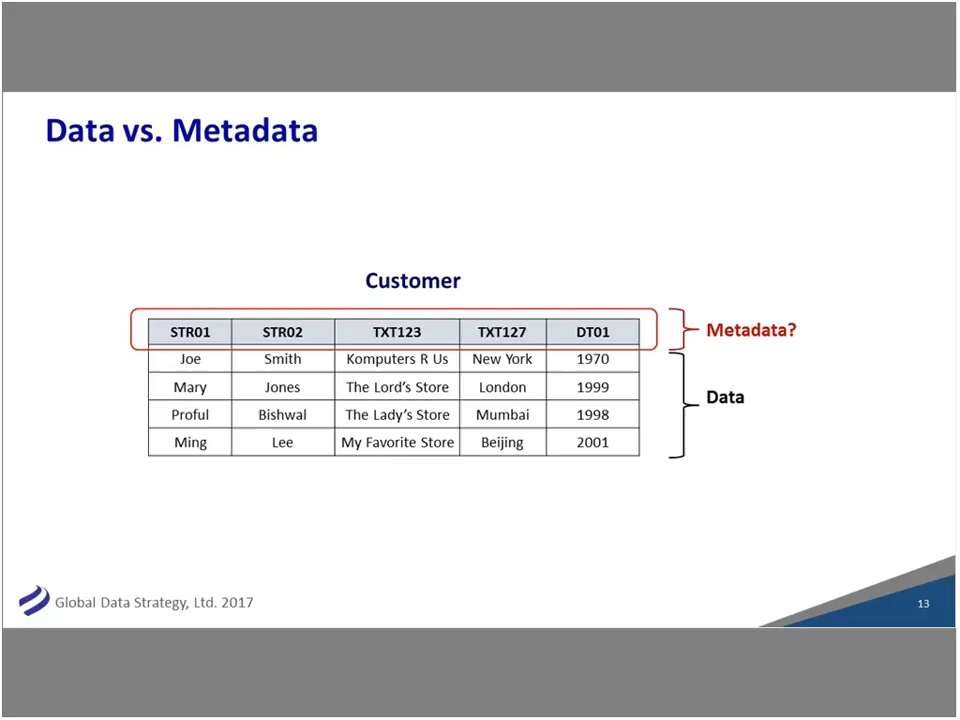 Data vs. Metadata
Customer
STR01 STR02 TXT123 TXT127 DT01 Metadata?
Joe Smith Komputers R Us New York 1970
Mary Jones The Lord's Store London 1999
Data
Proful Bishwal The Lady's Store Mumbai 1998
Ming Lee My Favorite Store Beijing 2001
Global Data Strategy, Ltd. 2017
13